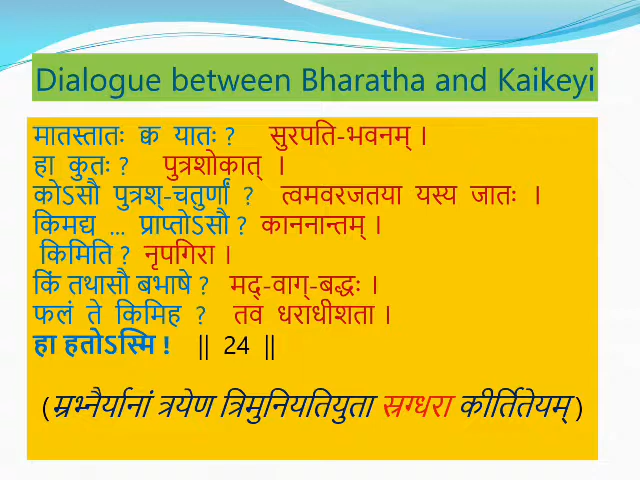 Dialogue between Bharatha and Kaikeyi
मातस्तातः क्व यातः ? सुरपति-भवनम् ।
हा कुतः ? पुत्रशोकात् ।
कोऽसौ पुत्रश्-चतुर्णां ? त्वमवरजतया यस्य जातः ।
किमद्य ... प्राप्तोऽसौ ? काननान्तम् ।
किमिति ? नृपगिरा ।
किं तथासौ बभाषे ? मद्-वाग्-बद्धः ।
फलं ते किमिह ? तव धराधीशता ।
हा हतोऽस्मि ! || 24 ||
(म्रभ्नैर्यानां त्रयेण त्रिमुनियतियुता स्रग्धरा कीर्तितेयम्)